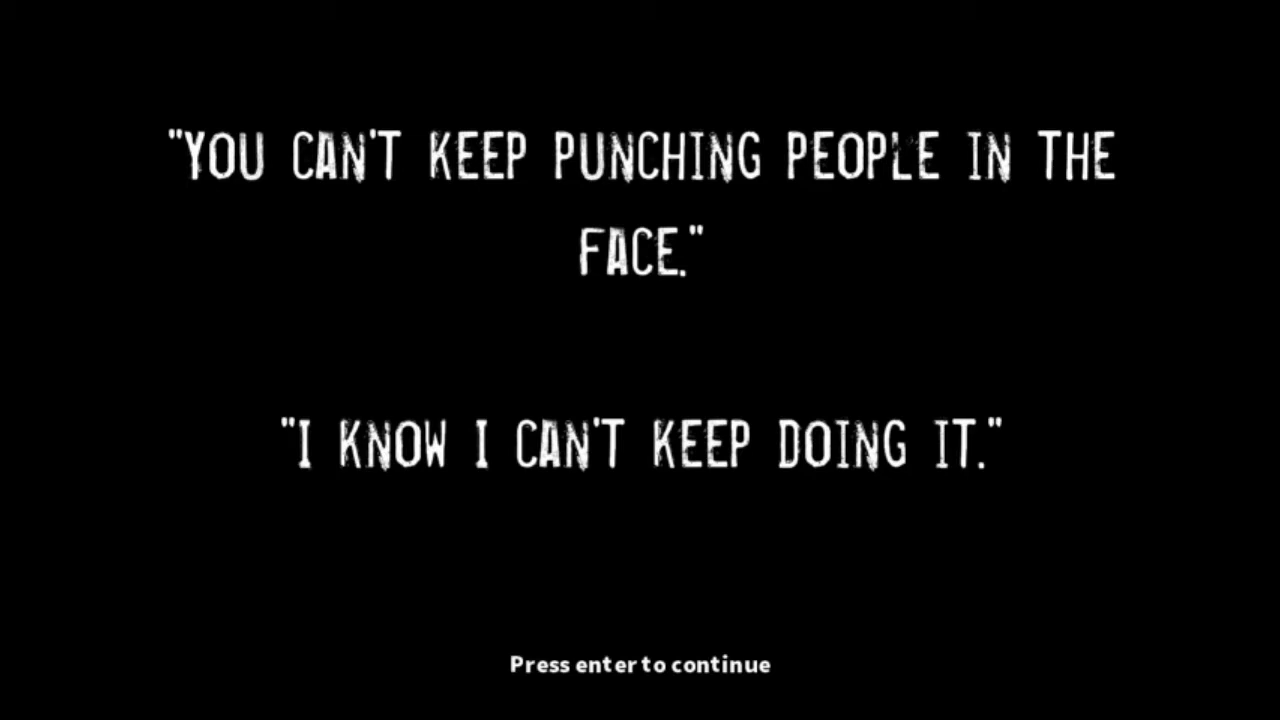 "YOU CAN'T KEEP PUNCHING PEOPLE IN THE
FACE."
"I KNOW I CAN'T KEEP DOING IT."
Press enter to continue